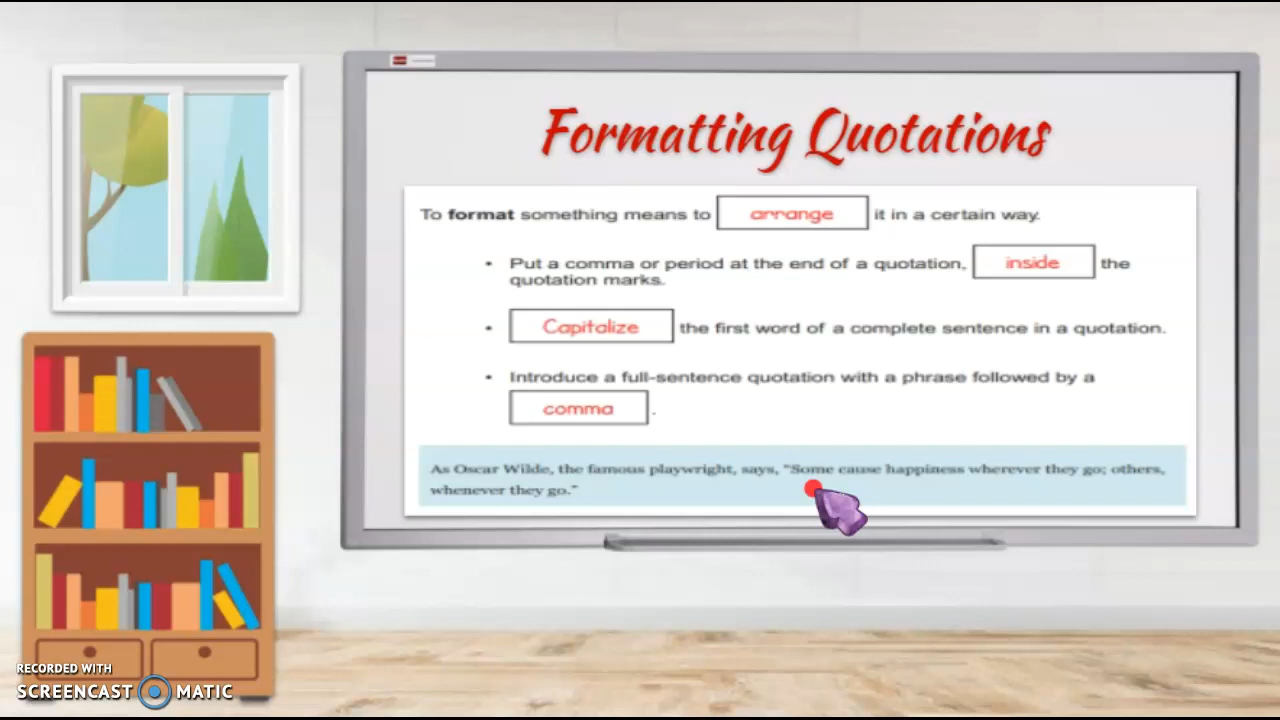 Formatting Quotations
To format something means to arrange it in a certain way.
• Put a comma or period at the end of a quotation, inside the
quotation marks.
• Capitalize the first word of a complete sentence in a quotation.
• Introduce a full-sentence quotation with a phrase followed by a
comma .
As Oscar Wilde, the famous playwright, says, “Some cause happiness wherever they go; others,
whenever they go.”
RECORDED WITH
SCREENCAST MATIC